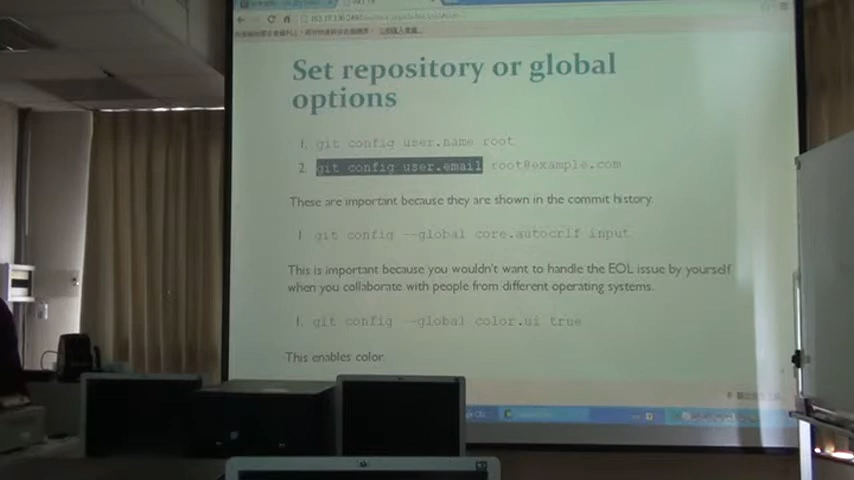 Set repository or global
options
1. git config user.name root
2 git config user.email root@example.com
These are important because they are shown in the commit history.
1 git config --global core.autocrlf input
This is important because you wouldn't want to handle the EOL issue by yourself
when you collaborate with people from different operating systems.
1. git config --global color.ui true
This enables color